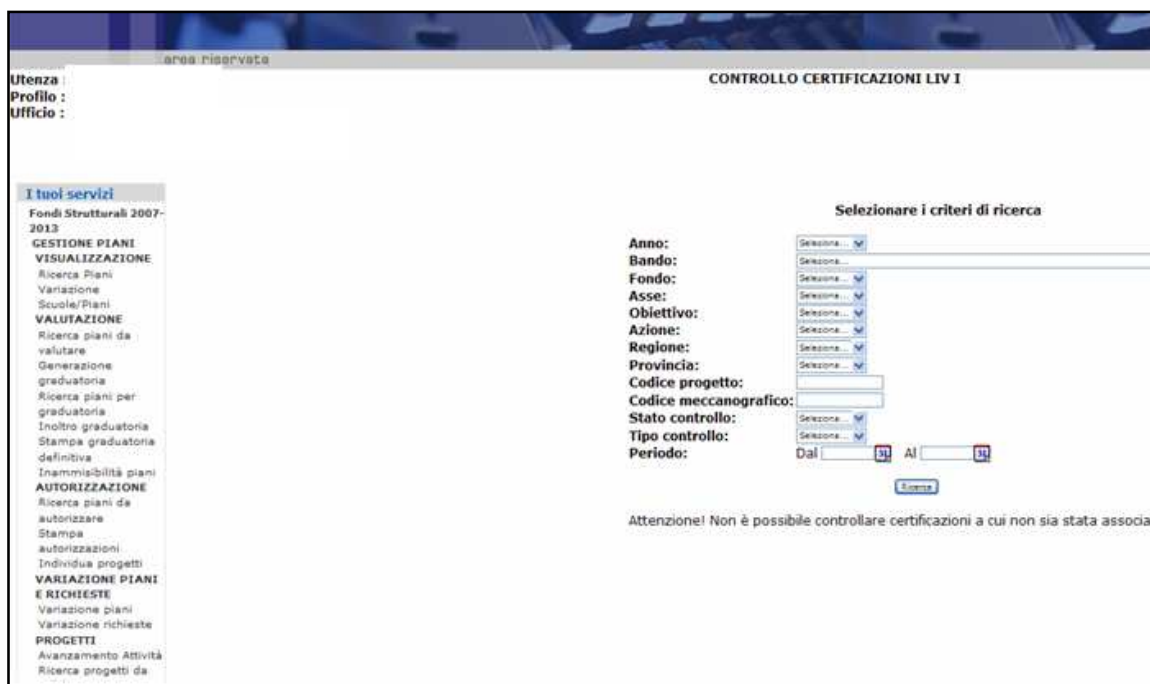 area riservata
Utenza :
Profilo :
Ufficio :
CONTROLLO CERTIFICAZIONI LIV I
I tuoi servizi
Fondi Strutturali 2007-
2013
GESTIONE PIANI
VISUALIZZAZIONE
Ricerca Piani
Variazione
Scuole/Piani
VALUTAZIONE
Ricerca piani da
valutare
Generazione
graduatoria
Ricerca piani per
graduatoria
Inoltro graduatoria
Stampa graduatoria
definitiva
Inammisibilità piani
AUTORIZZAZIONE
Ricerca piani da
autorizzare
Stampa
autorizzazioni
Individua progetti
VARIAZIONE PIANI
E RICHIESTE
Variazione piani
Variazione richieste
PROGETTI
Avanzamento Attività
Ricerca progetti da
Selezionare i criteri di ricerca
Anno: Seleziona...
Bando: Seleziona...
Fondo: Seleziona...
Asse: Seleziona...
Obiettivo: Seleziona...
Azione: Seleziona...
Regione: Seleziona...
Provincia: Seleziona...
Codice progetto:
Codice meccanografico:
Stato controllo: Seleziona...
Tipo controllo: Seleziona...
Periodo: Dal Al
Ricerca
Attenzione! Non è possibile controllare certificazioni a cui non sia stata associa